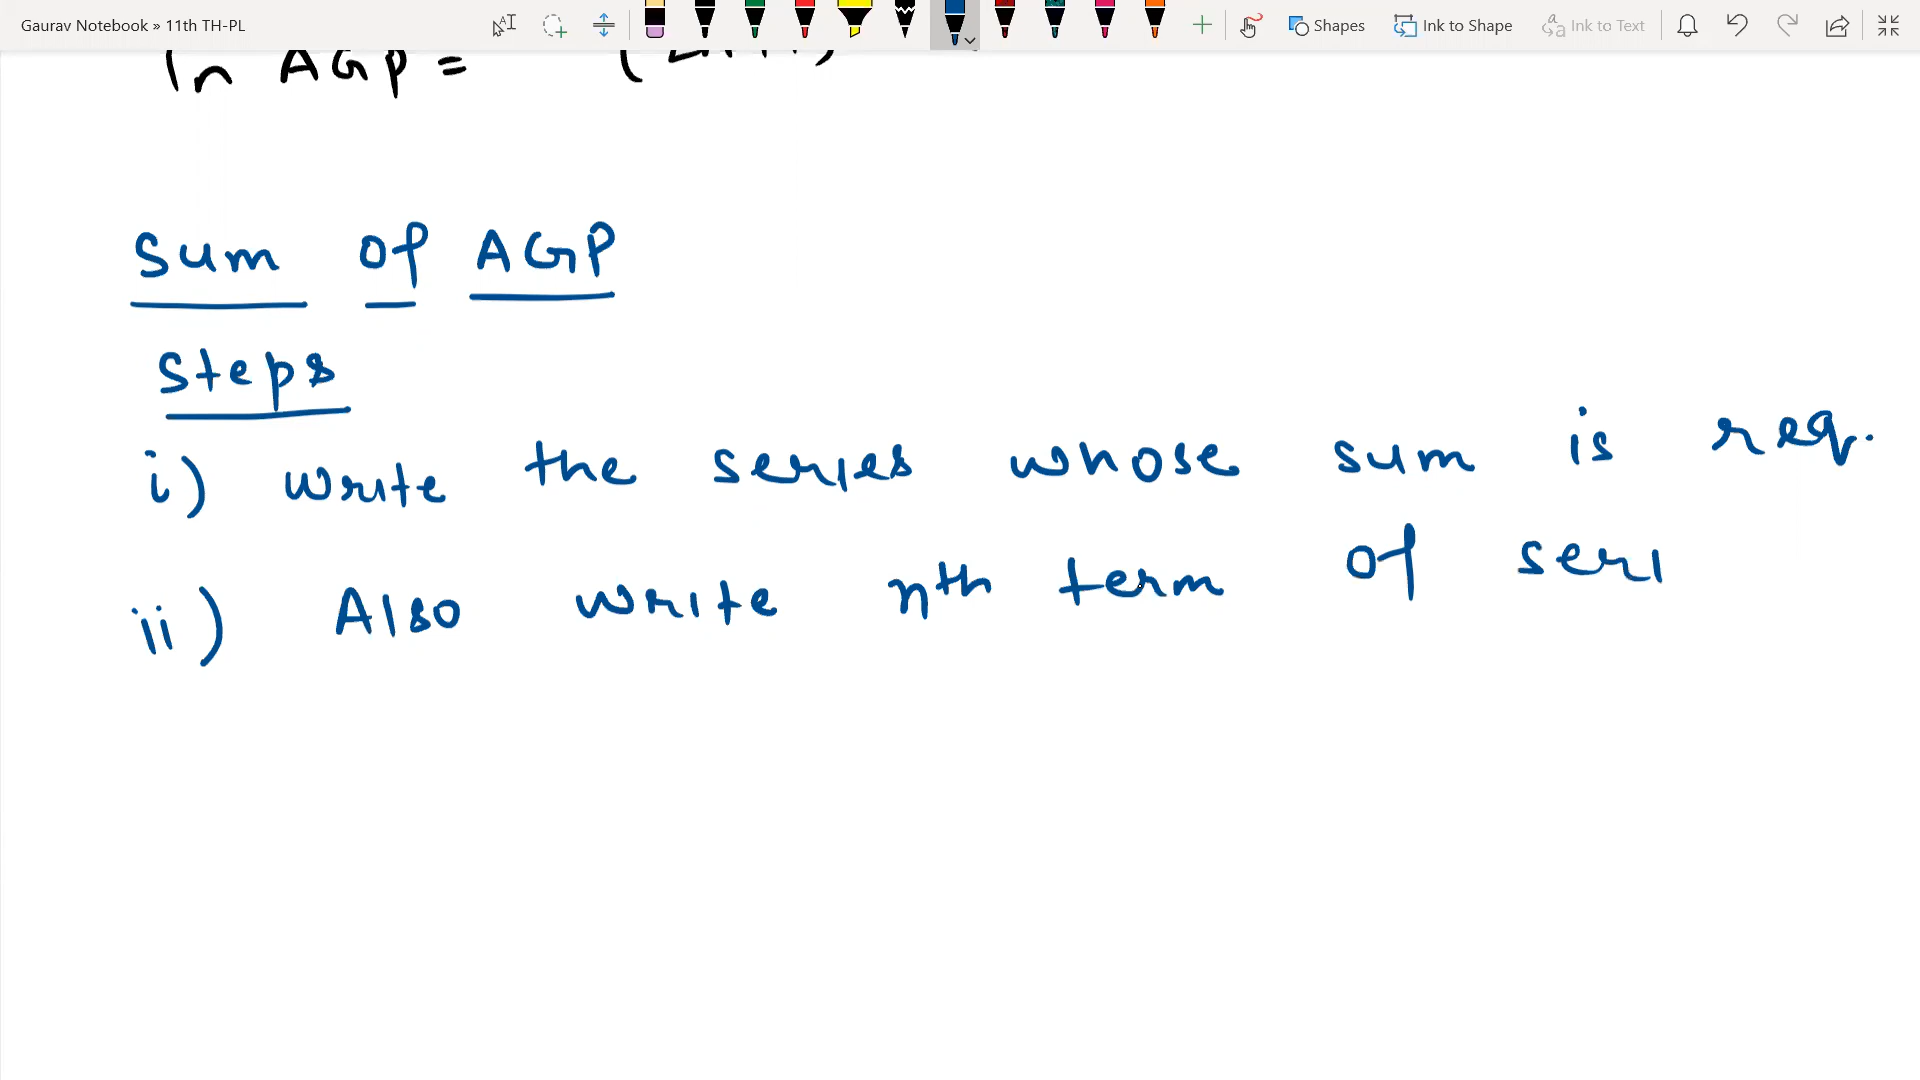 Gaurav Notebook » 11th TH-PL
Shapes
Ink to Shape
Ink to Text
In AGP =
Sum of AGP
Steps
i) write the series whose sum is req.
ii) Also write nth term of seri